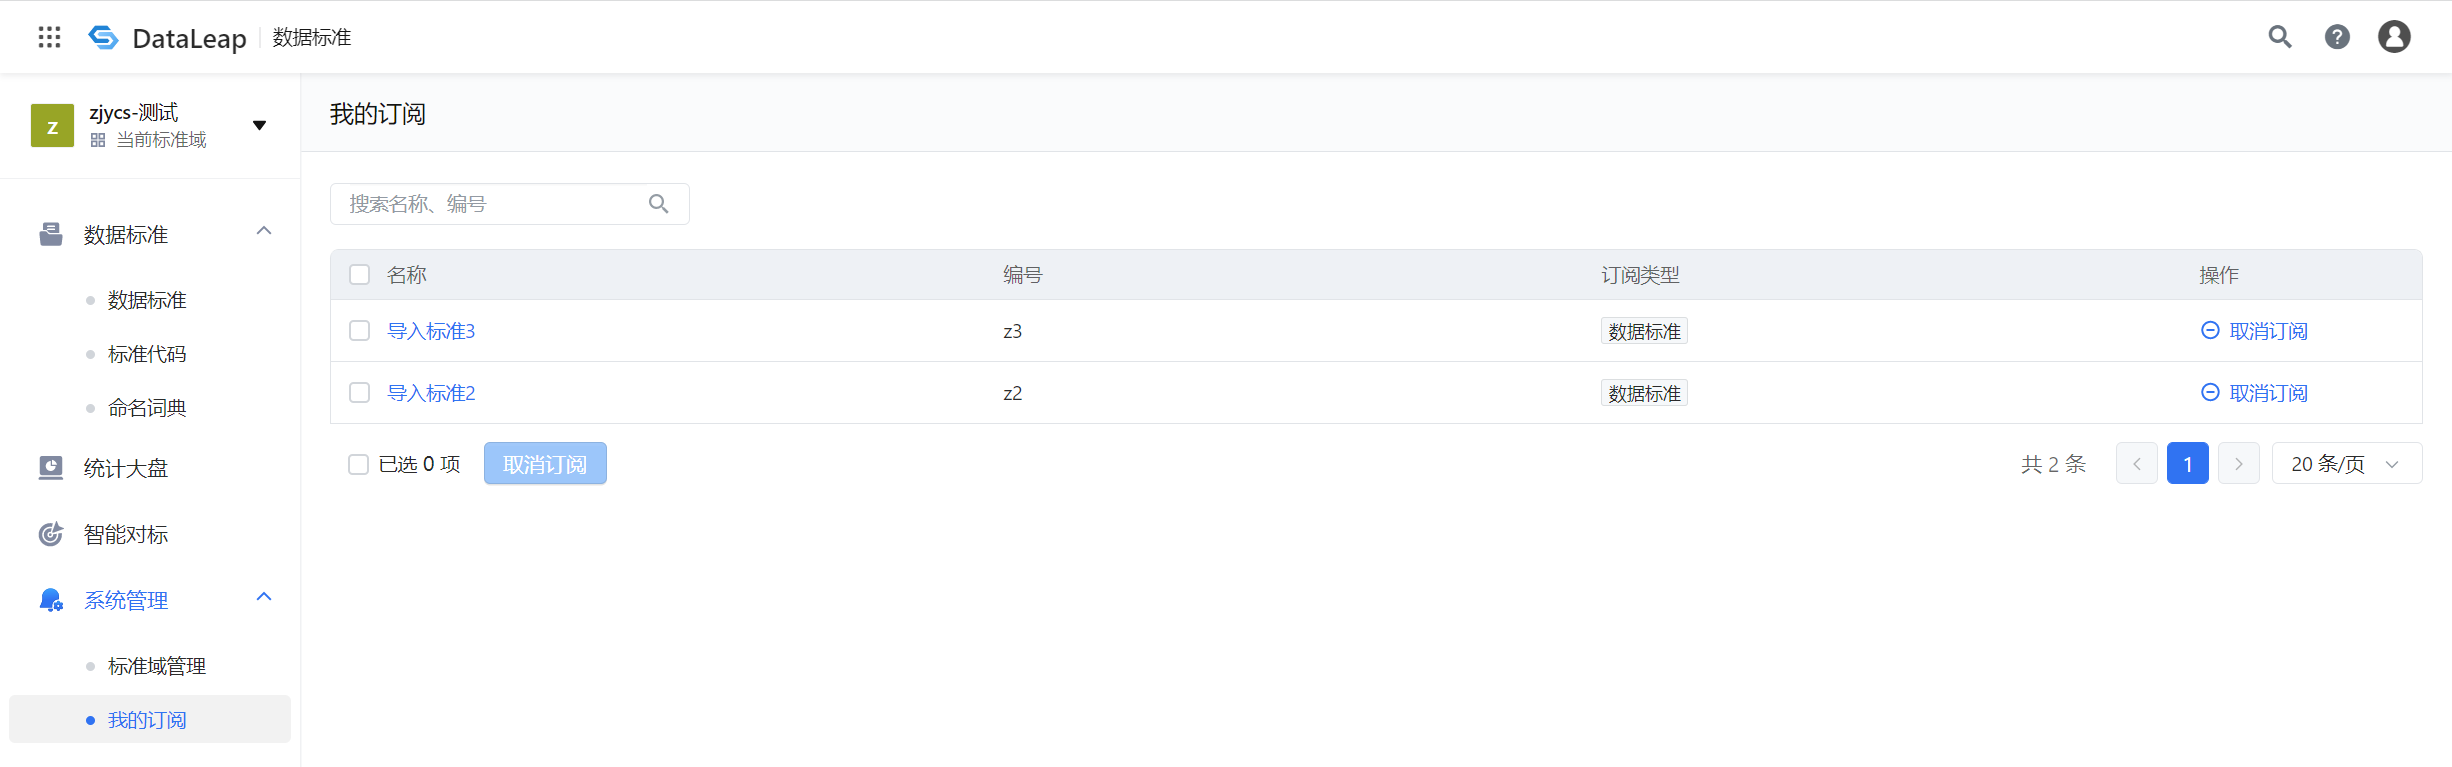 DataLeap 数据标准
z
zjycs-测试
当前标准域
数据标准
数据标准
标准代码
命名词典
统计大盘
智能对标
系统管理
标准域管理
我的订阅
我的订阅
搜索名称、编号
名称 编号 订阅类型 操作
导入标准3 z3 数据标准 取消订阅
导入标准2 z2 数据标准 取消订阅
已选 0 项 取消订阅 共 2 条 1 20 条/页